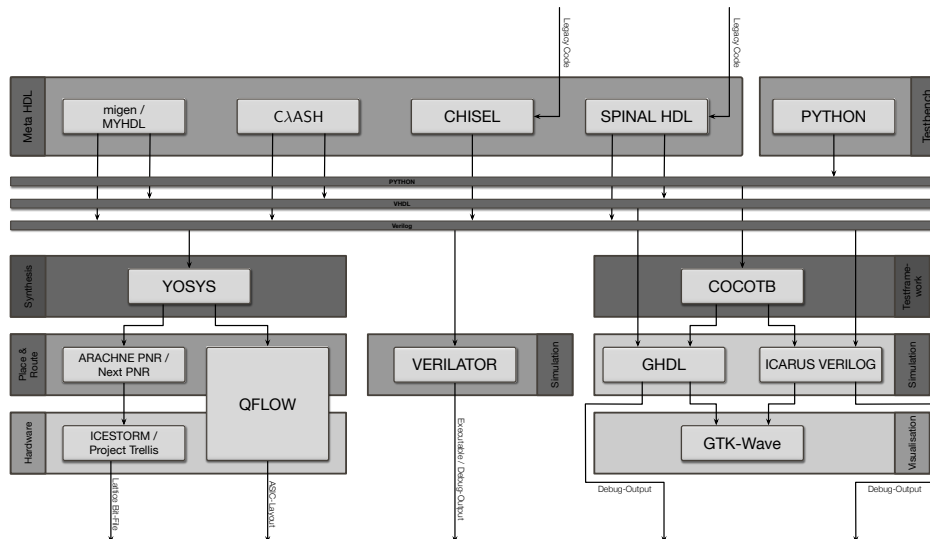 Legacy Code
Legacy Code
Meta HDL
migen /
MYHDL
CλASH
CHISEL
SPINAL HDL
PYTHON
Testbench
PYTHON
VHDL
Verilog
Synthesis
YOSYS
COCOTB
Testframe-
work
Place &
Route
ARACHNE PNR /
Next PNR
QFLOW
VERILATOR
Simulation
GHDL
ICARUS VERILOG
Simulation
Hardware
ICESTORM /
Project Trellis
GTK-Wave
Visualisation
Lattice Bit-File
ASIC-Layout
Executable / Debug-Output
Debug-Output
Debug-Output